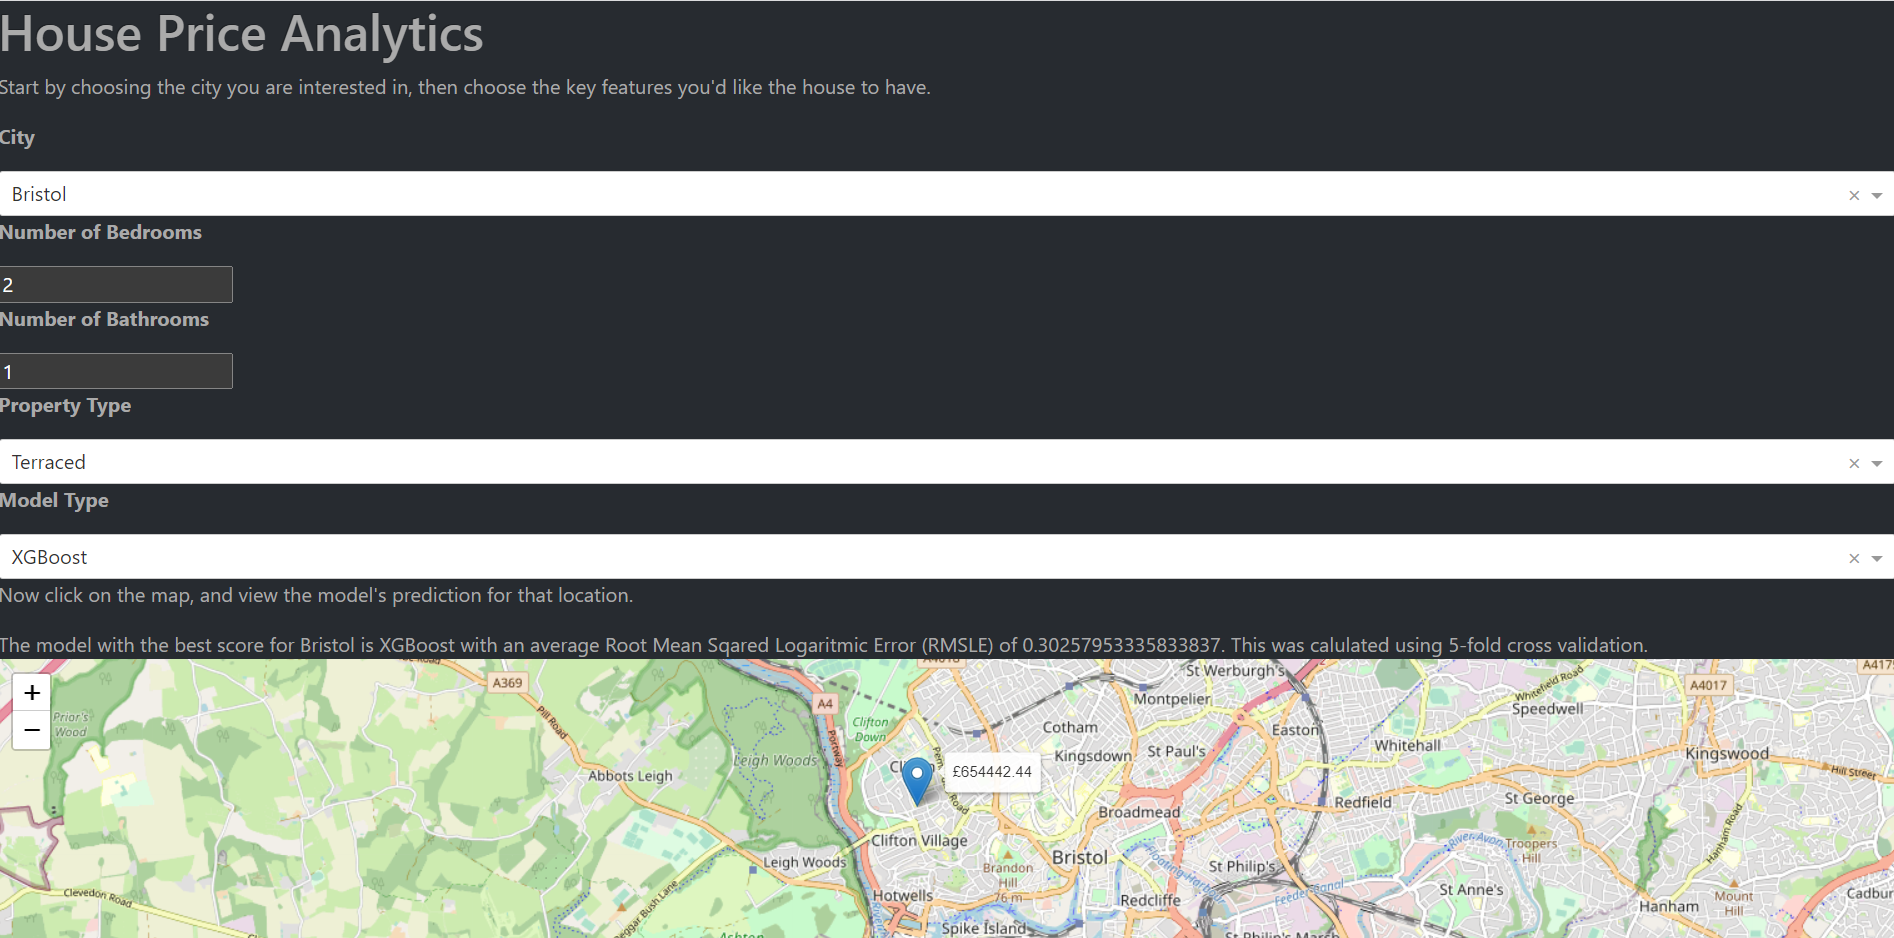 House Price Analytics
Start by choosing the city you are interested in, then choose the key features you'd like the house to have.
City
Bristol
Number of Bedrooms
2
Number of Bathrooms
1
Property Type
Terraced
Model Type
XGBoost
Now click on the map, and view the model's prediction for that location.
The model with the best score for Bristol is XGBoost with an average Root Mean Sqared Logaritmic Error (RMSLE) of 0.30257953335833837. This was calulated using 5-fold cross validation.
+
−
Prior's
Wood
A369
Pill Road
Abbots Leigh
Leigh Woods
A4
Portway
Clifton
Down
St Werburgh's
Montpelier
Cotham
Kingsdown
St Paul's
Easton
Whitehall
Whitefield Road
Speedwell
A4017
Kingswood
Hill Street
£654442.44
Road
Broadmead
Redfield
St George
Hanham Road
Clifton Village
Leigh Woods
Bristol
Brandon
Hill
76 m
St Philip's
River Avon
Troopers
Hill
Floating Harbour
Feeder Canal
St Anne's
Clevedon Road
Beggar Bush Lane
Hotwells
Redcliffe
Spike Island
Hanham
Mount
Hill
Ashton
St Philip's Marsh